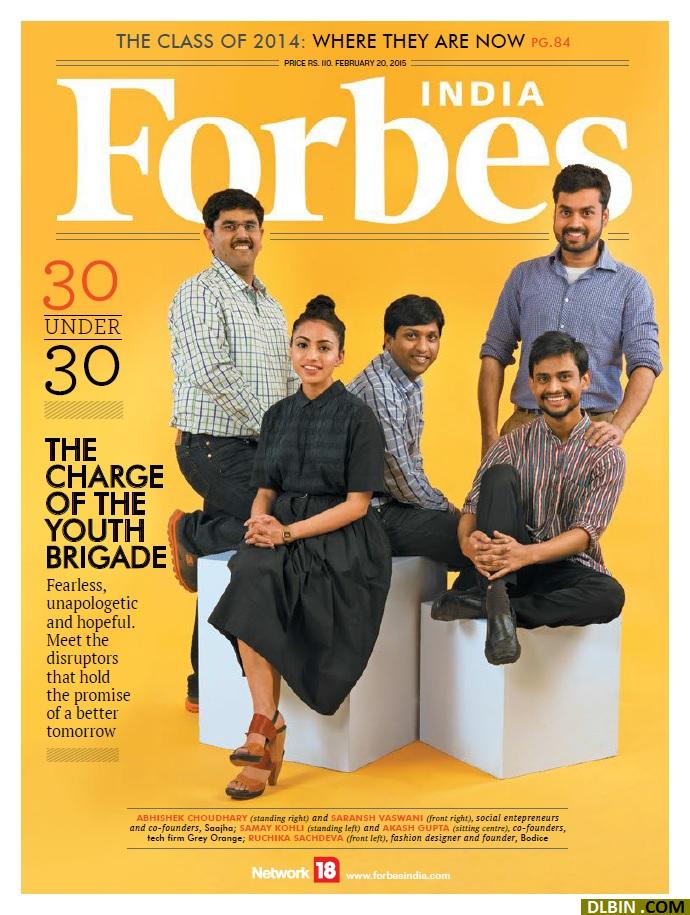 THE CLASS OF 2014: WHERE THEY ARE NOW PG.84
PRICE RS. 110. FEBRUARY 20, 2015
INDIA
Forbes
30
UNDER
30
THE
CHARGE
OF THE
YOUTH
BRIGADE
Fearless,
unapologetic
and hopeful.
Meet the
disruptors
that hold
the promise
of a better
tomorrow
ABHISHEK CHOUDHARY (standing right) and SARANSH VASWANI (front right), social entepreneurs
and co-founders, Saajha; SAMAY KOHLI (standing left) and AKASH GUPTA (sitting centre), co-founders,
tech firm Grey Orange; RUCHIKA SACHDEVA (front left), fashion designer and founder, Bodice
Network 18 www.forbesindia.com
DLBIN.COM